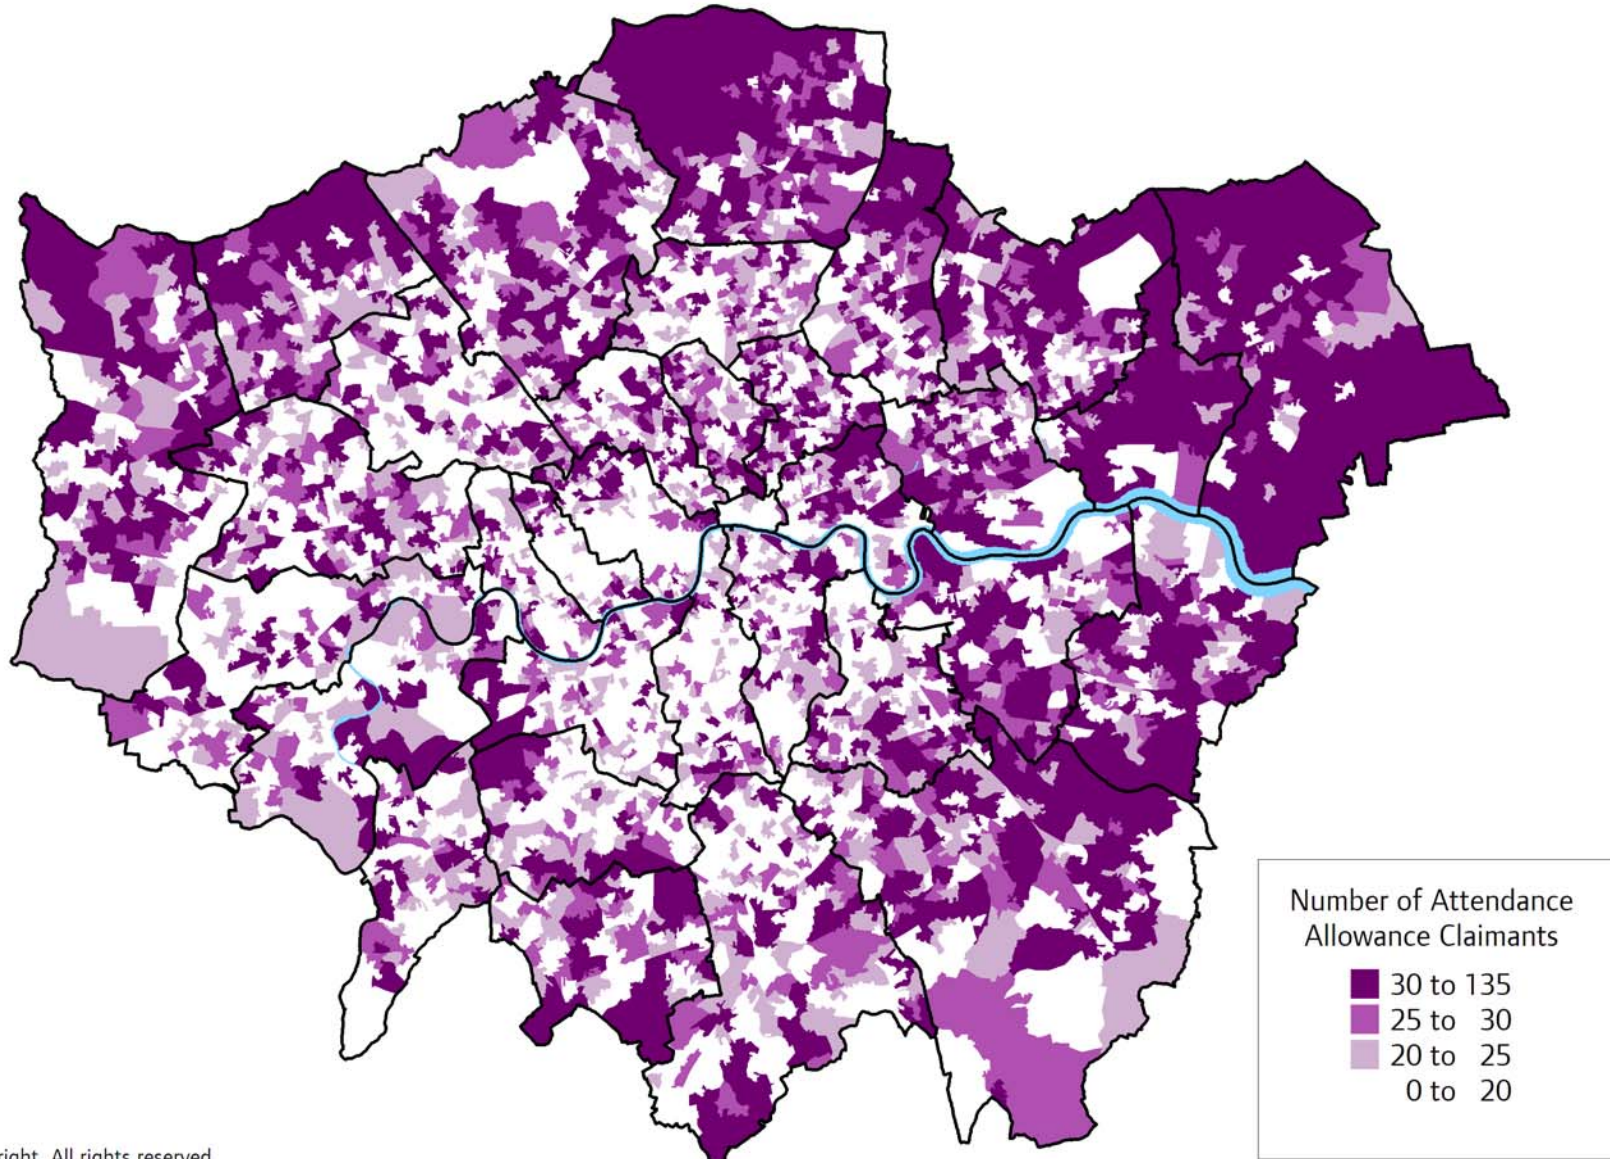 Number of Attendance
Allowance Claimants
30 to 135
25 to 30
20 to 25
0 to 20
All rights reserved